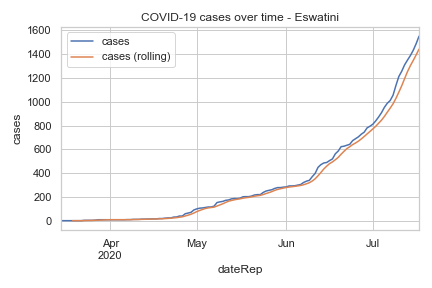 COVID-19 cases over time - Eswatini
cases
cases (rolling)
1600
1400
1200
1000
800
600
400
200
0
cases
Apr
2020
May
Jun
Jul
dateRep